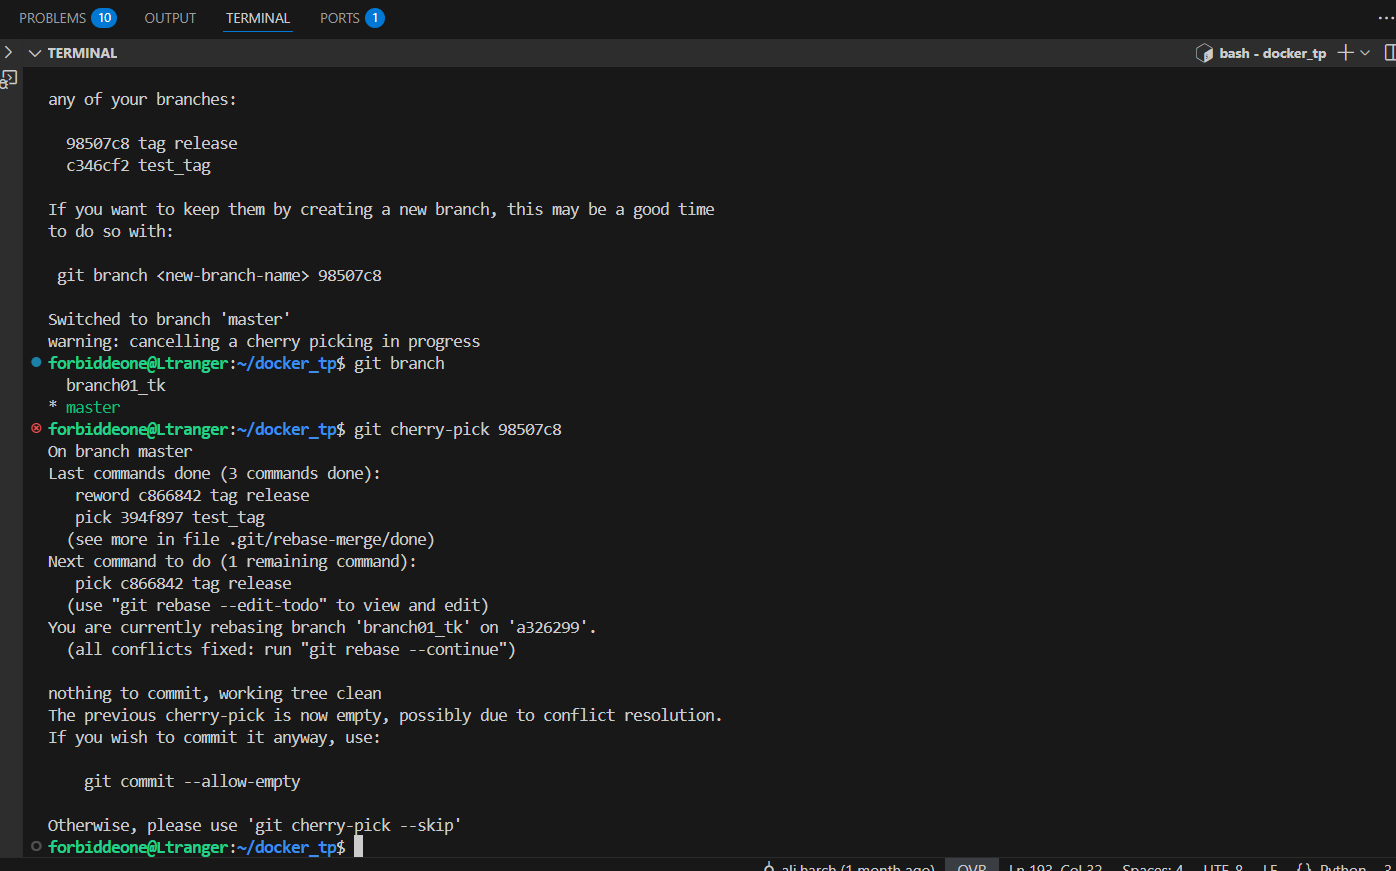 PROBLEMS 10 OUTPUT TERMINAL PORTS 1
TERMINAL bash - docker_tp
any of your branches:
98507c8 tag release
c346cf2 test_tag
If you want to keep them by creating a new branch, this may be a good time
to do so with:
git branch <new-branch-name> 98507c8
Switched to branch 'master'
warning: cancelling a cherry picking in progress
forbiddeone@Ltranger:~/docker_tp$ git branch
branch01_tk
* master
forbiddeone@Ltranger:~/docker_tp$ git cherry-pick 98507c8
On branch master
Last commands done (3 commands done):
reword c866842 tag release
pick 394f897 test_tag
(see more in file .git/rebase-merge/done)
Next command to do (1 remaining command):
pick c866842 tag release
(use "git rebase --edit-todo" to view and edit)
You are currently rebasing branch 'branch01_tk' on 'a326299'.
(all conflicts fixed: run "git rebase --continue")
nothing to commit, working tree clean
The previous cherry-pick is now empty, possibly due to conflict resolution.
If you wish to commit it anyway, use:
git commit --allow-empty
Otherwise, please use 'git cherry-pick --skip'
forbiddeone@Ltranger:~/docker_tp$
ali barch (1 month ago) OVR Ln 193, Col 32 Spaces: 4 UTF-8 LF {} Python